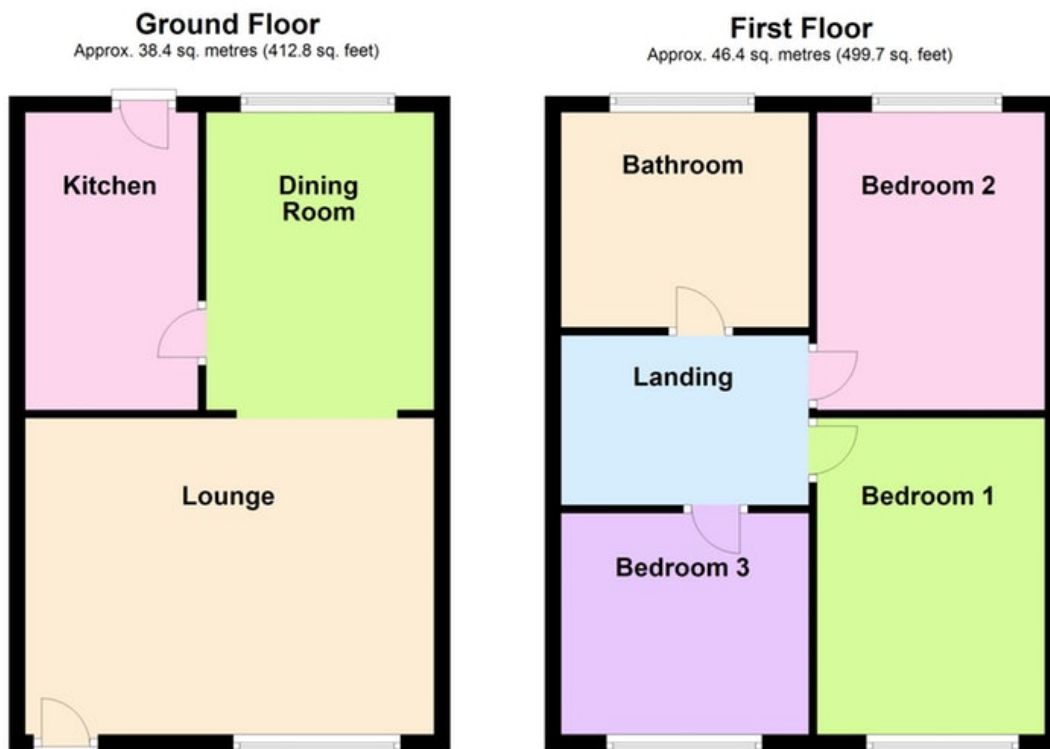 Ground Floor
Approx. 38.4 sq. metres (412.8 sq. feet)
Kitchen
Dining
Room
Lounge
First Floor
Approx. 46.4 sq. metres (499.7 sq. feet)
Bathroom
Bedroom 2
Landing
Bedroom 1
Bedroom 3